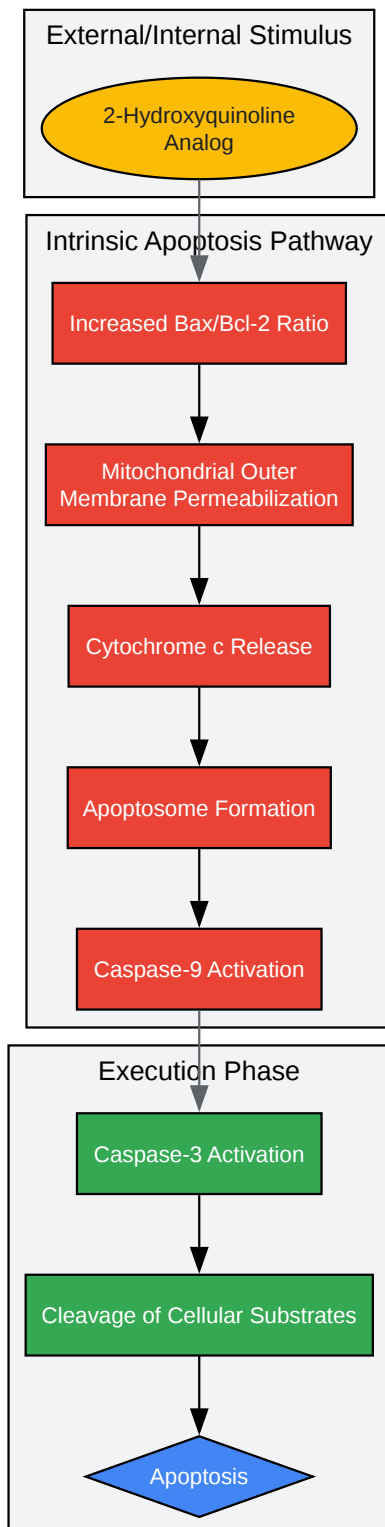 External/Internal Stimulus
2-Hydroxyquinoline
Analog
Intrinsic Apoptosis Pathway
Increased Bax/Bcl-2 Ratio
Mitochondrial Outer
Membrane Permeabilization
Cytochrome c Release
Apoptosome Formation
Caspase-9 Activation
Execution Phase
Caspase-3 Activation
Cleavage of Cellular Substrates
Apoptosis